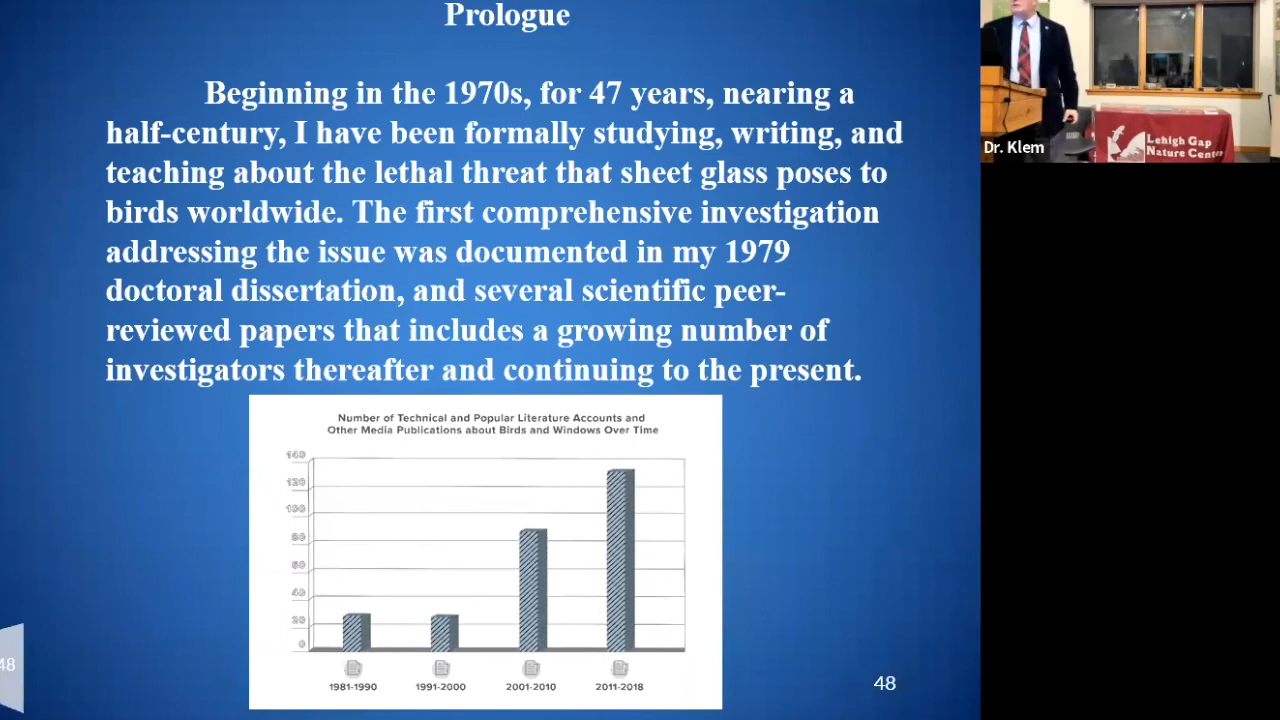 Prologue
Beginning in the 1970s, for 47 years, nearing a
half-century, I have been formally studying, writing, and
teaching about the lethal threat that sheet glass poses to
birds worldwide. The first comprehensive investigation
addressing the issue was documented in my 1979
doctoral dissertation, and several scientific peer-
reviewed papers that includes a growing number of
investigators thereafter and continuing to the present.
Number of Technical and Popular Literature Accounts and
Other Media Publications about Birds and Windows Over Time
140
120
100
80
60
40
20
0
1981-1990
1991-2000
2001-2010
2011-2018
48
48
Dr. Klem
Lehigh Gap
Nature Center